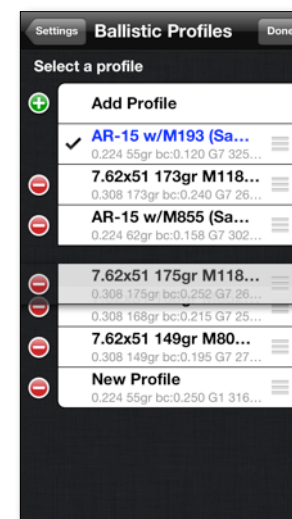 Settings
Ballistic Profiles
Done
Select a profile
Add Profile
AR-15 w/M193 (Sa...
0.224 55gr bc:0.120 G7 325...
7.62x51 173gr M118...
0.308 173gr bc:0.240 G7 26...
AR-15 w/M855 (Sa...
0.224 62gr bc:0.158 G7 302...
7.62x51 175gr M118...
0.308 175gr bc:0.252 G7 26...
0.308 168gr bc:0.215 G7 25...
7.62x51 149gr M80...
0.308 149gr bc:0.195 G7 27...
New Profile
0.224 55gr bc:0.250 G1 316...